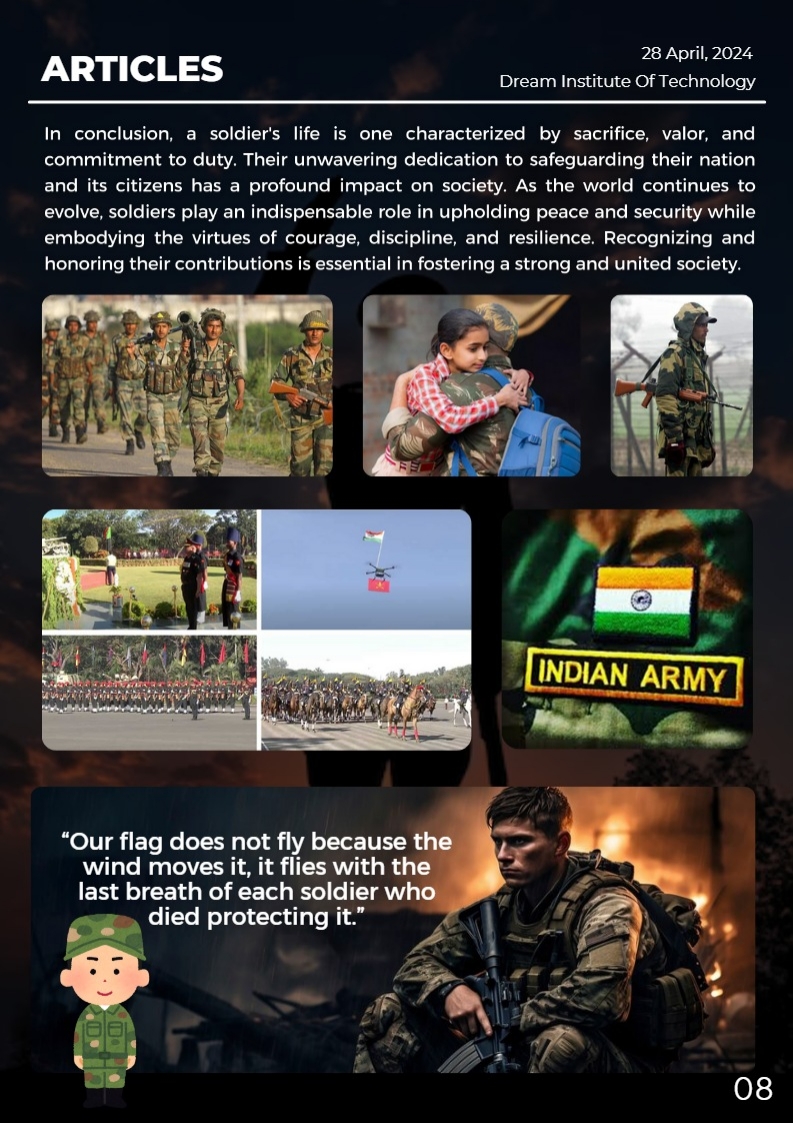 ARTICLES
28 April, 2024
Dream Institute Of Technology
In conclusion, a soldier's life is one characterized by sacrifice, valor, and
commitment to duty. Their unwavering dedication to safeguarding their nation
and its citizens has a profound impact on society. As the world continues to
evolve, soldiers play an indispensable role in upholding peace and security while
embodying the virtues of courage, discipline, and resilience. Recognizing and
honoring their contributions is essential in fostering a strong and united society.
INDIAN ARMY
“Our flag does not fly because the
wind moves it, it flies with the
last breath of each soldier who
died protecting it.”
08